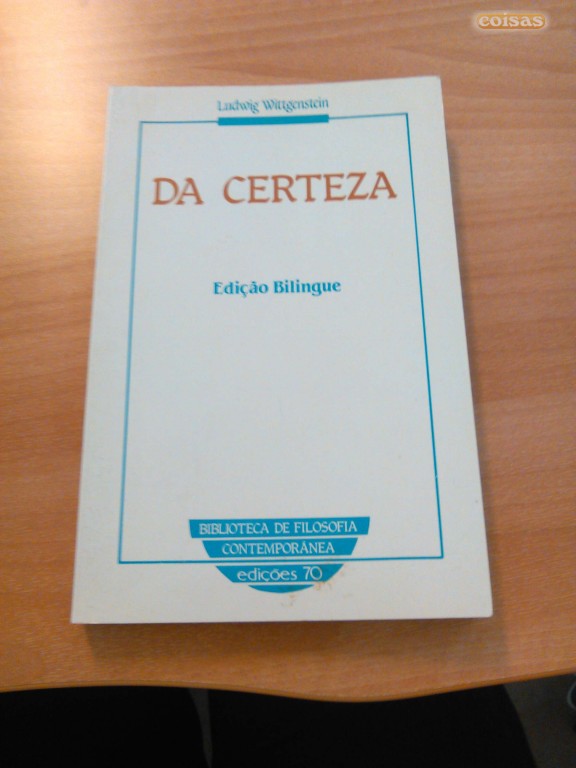 coisas
Ludwig Wittgenstein
DA CERTEZA
Edição Bilingue
BIBLIOTECA DE FILOSOFIA
CONTEMPORÂNEA
edições 70